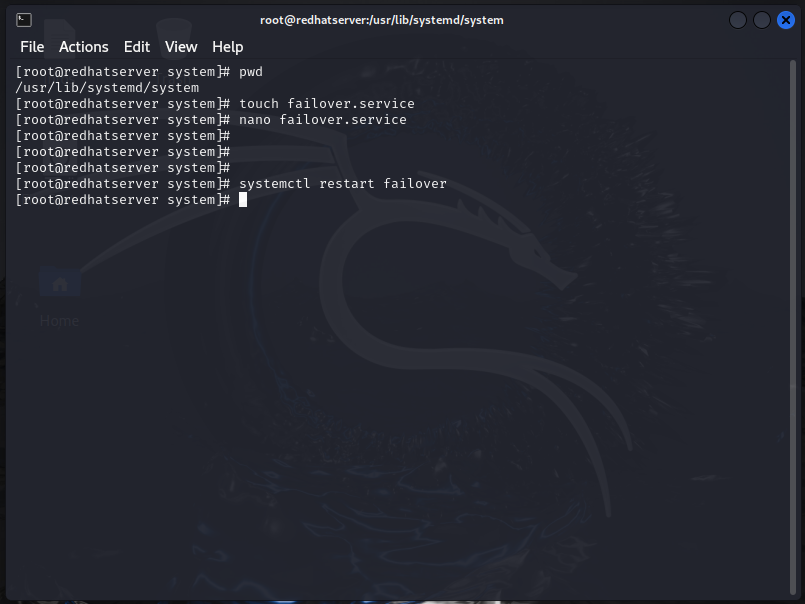 root@redhatserver:/usr/lib/systemd/system
File Actions Edit View Help
[root@redhatserver system]# pwd
/usr/lib/systemd/system
[root@redhatserver system]# touch failover.service
[root@redhatserver system]# nano failover.service
[root@redhatserver system]#
[root@redhatserver system]#
[root@redhatserver system]#
[root@redhatserver system]# systemctl restart failover
[root@redhatserver system]#
Home